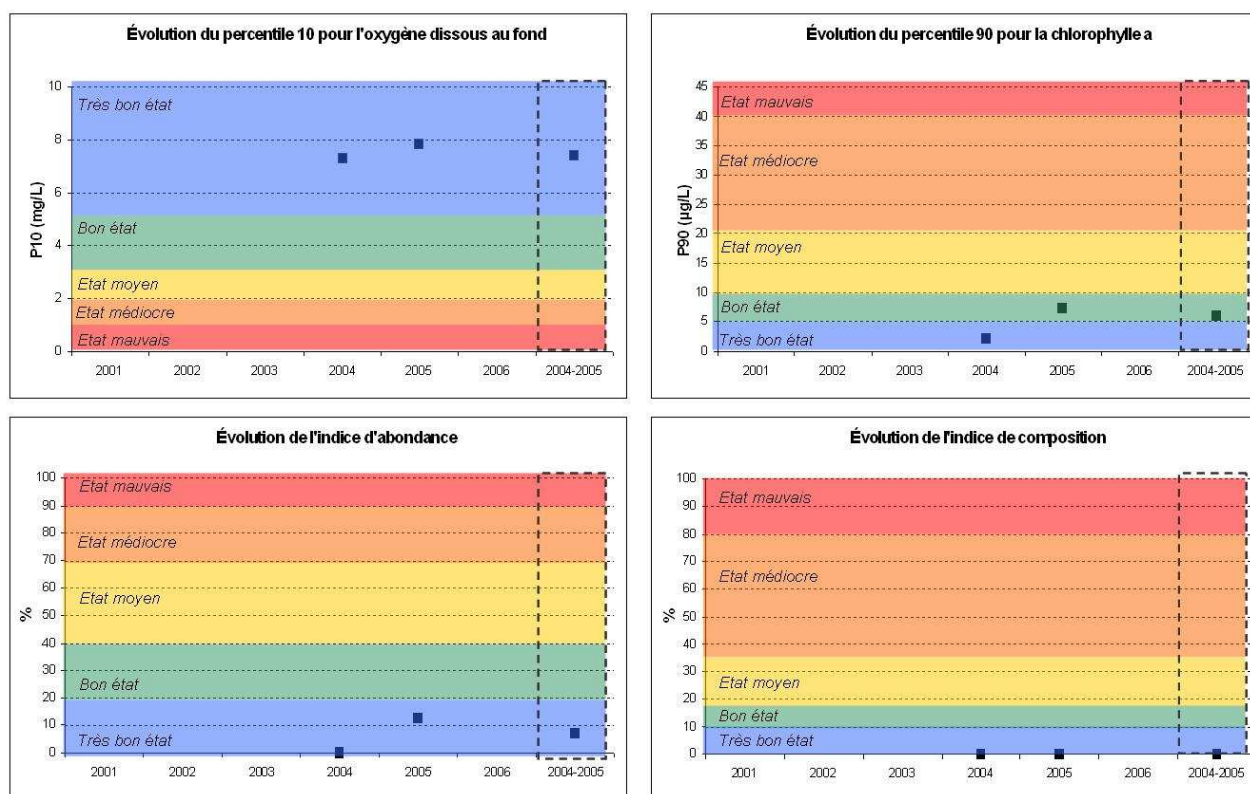 Évolution du percentile 10 pour l'oxygène dissous au fond
P10 (mg/L)
10
8
6
4
2
0
Très bon état
Bon état
Etat moyen
Etat médiocre
Etat mauvais
2001 2002 2003 2004 2005 2006 2004-2005
Évolution du percentile 90 pour la chlorophylle a
P90 (µg/L)
45
40
35
30
25
20
15
10
5
0
Etat mauvais
Etat médiocre
Etat moyen
Bon état
Très bon état
2001 2002 2003 2004 2005 2006 2004-2005
Évolution de l'indice d'abondance
%
100
90
80
70
60
50
40
30
20
10
0
Etat mauvais
Etat médiocre
Etat moyen
Bon état
Très bon état
2001 2002 2003 2004 2005 2006 2004-2005
Évolution de l'indice de composition
%
100
90
80
70
60
50
40
30
20
10
0
Etat mauvais
Etat médiocre
Etat moyen
Bon état
Très bon état
2001 2002 2003 2004 2005 2006 2004-2005